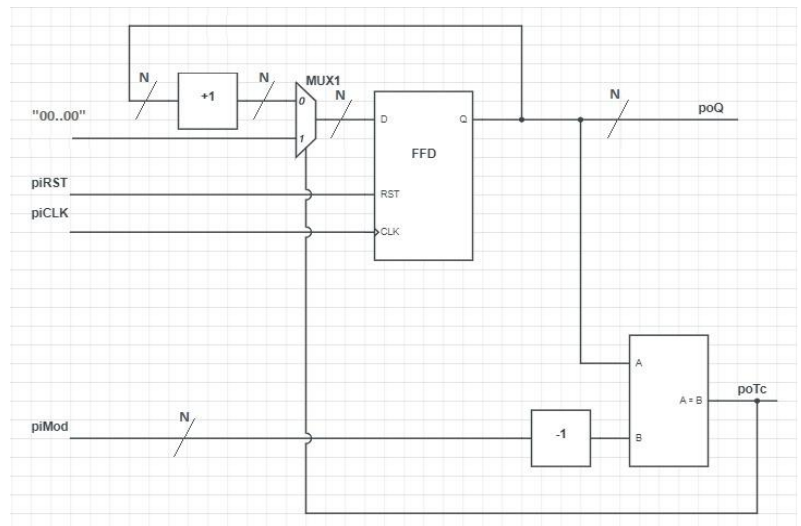 MUX1
N
N
+1
0
N
N
"00..00"
poQ
D
Q
1
FFD
piRST
RST
piCLK
CLK
A
poTc
A = B
N
piMod
-1
B